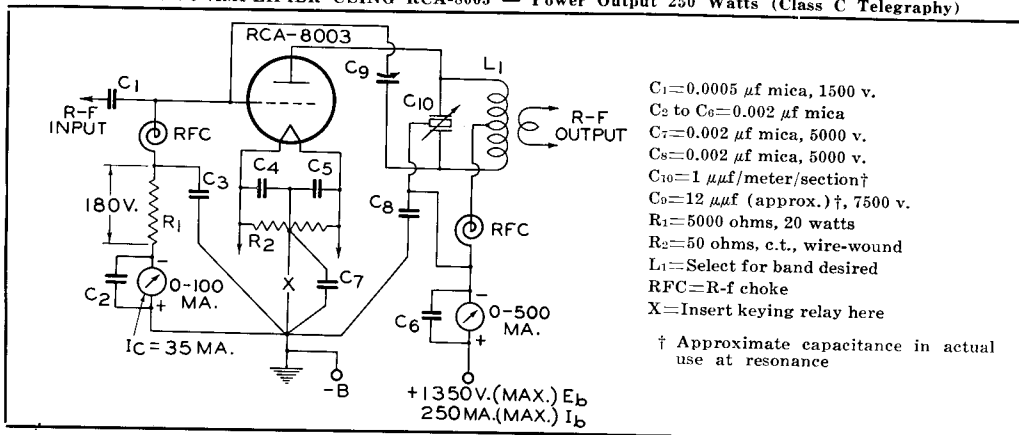 AMPLIFIER USING RCA-8003 — Power Output 250 Watts (Class C Telegraphy)
RCA-8003
C1
R-F
INPUT
RFC
C3
180V.
R1
C2
0-100
MA.
IC = 35 MA.
C4
C5
R2
X
C7
-B
C9
C10
C8
L1
R-F
OUTPUT
RFC
C6
0-500
MA.
+1350V.(MAX.) Eb
250MA.(MAX.) Ib
C1=0.0005 µf mica, 1500 v.
C2 to C6=0.002 µf mica
C7=0.002 µf mica, 5000 v.
C8=0.002 µf mica, 5000 v.
C10=1 µµf/meter/section†
C9=12 µµf (approx.)†, 7500 v.
R1=5000 ohms, 20 watts
R2=50 ohms, c.t., wire-wound
L1=Select for band desired
RFC=R-f choke
X=Insert keying relay here
† Approximate capacitance in actual
use at resonance